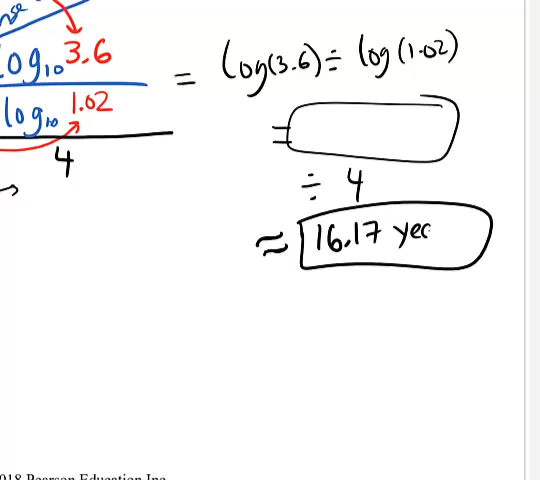 log₁₀ 3.6
log₁₀ 1.02
4
= log(3.6) ÷ log(1.02)
=
÷ 4
≈ 16.17 yea
018 Pearson Education Inc